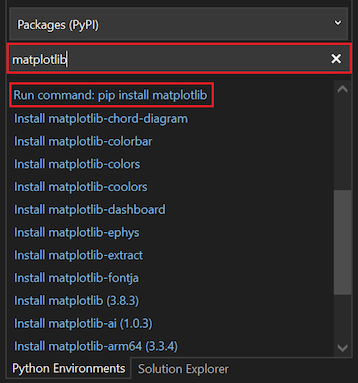 Packages (PyPI)
matplotlib
Run command: pip install matplotlib
Install matplotlib-chord-diagram
Install matplotlib-colorbar
Install matplotlib-colors
Install matplotlib-coolors
Install matplotlib-dashboard
Install matplotlib-ephys
Install matplotlib-extract
Install matplotlib-fontja
Install matplotlib (3.8.3)
Install matplotlib-ai (1.0.3)
Install matplotlib-arm64 (3.3.4)
Python Environments Solution Explorer